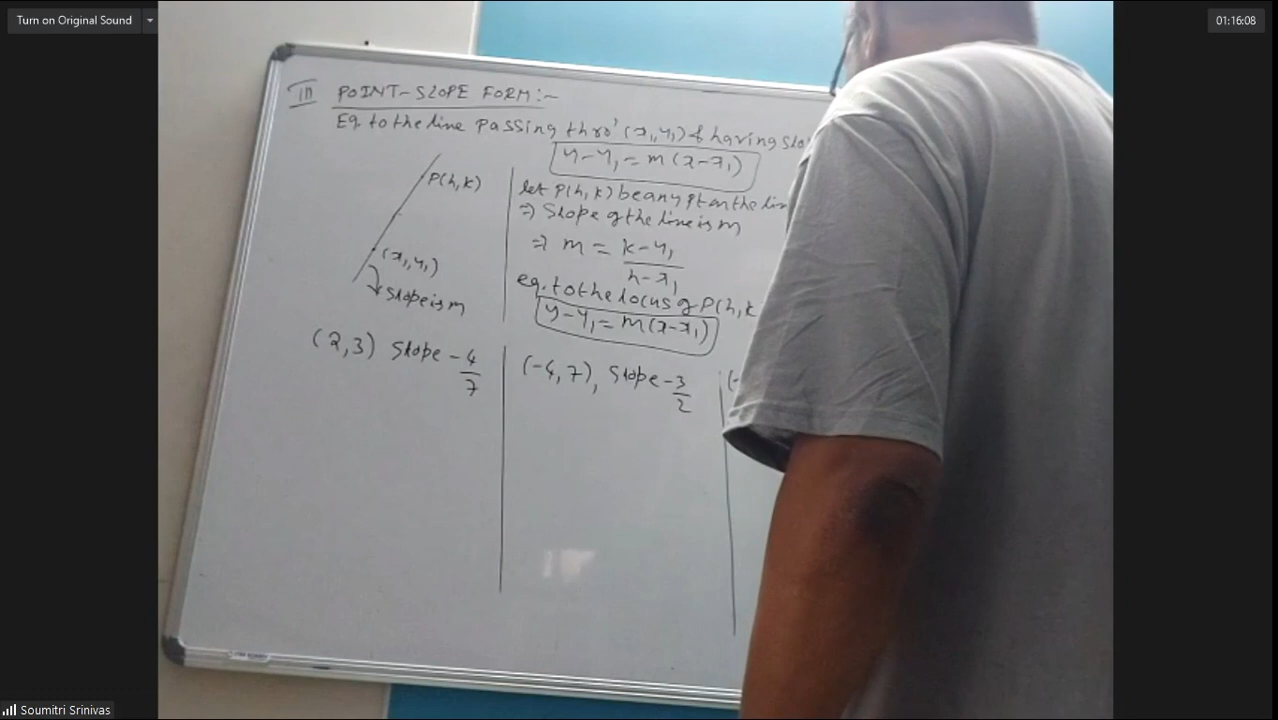 Turn on Original Sound
01:16:08
III POINT-SLOPE FORM:-
Eq. to the line passing thro' (x₁, y₁) & having slo
y-y₁ = m(x-x₁)
P(h,k)
(x₁,y₁)
slope is m
let P(h,k) be any pt on the lin
⇒ Slope of the line is m
⇒ m = k-y₁/h-x₁
eq. to the locus of P(h,k
y-y₁ = m(x-x₁)
(2,3) slope -4/7
(-4,7), slope -3/2
(-
Soumitri Srinivas